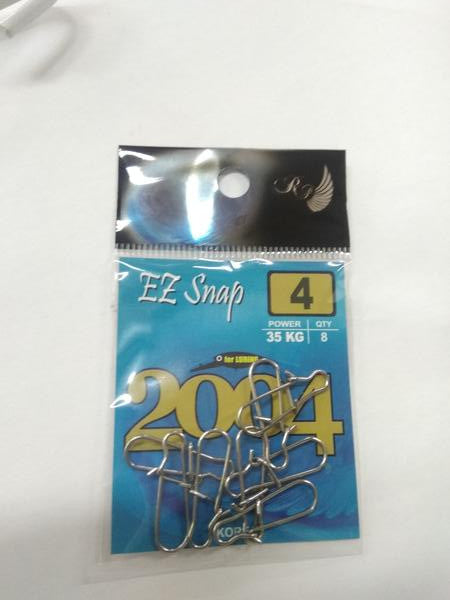 EZ Snap
4
POWER QTY
35 KG 8
for LURING
2004